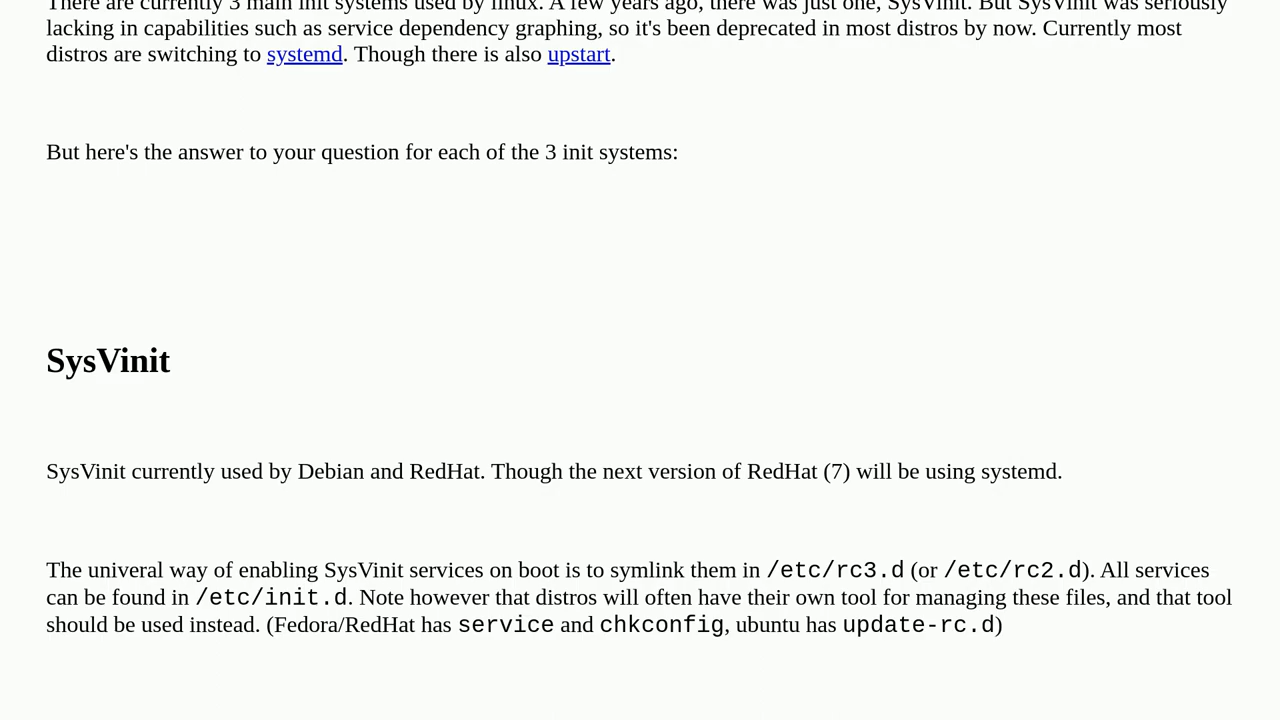 There are currently 3 main init systems used by linux. A few years ago, there was just one, SysVinit. But SysVinit was seriously
lacking in capabilities such as service dependency graphing, so it's been deprecated in most distros by now. Currently most
distros are switching to systemd. Though there is also upstart.
But here's the answer to your question for each of the 3 init systems:
SysVinit
SysVinit currently used by Debian and RedHat. Though the next version of RedHat (7) will be using systemd.
The univeral way of enabling SysVinit services on boot is to symlink them in /etc/rc3.d (or /etc/rc2.d). All services
can be found in /etc/init.d. Note however that distros will often have their own tool for managing these files, and that tool
should be used instead. (Fedora/RedHat has service and chkconfig, ubuntu has update-rc.d)